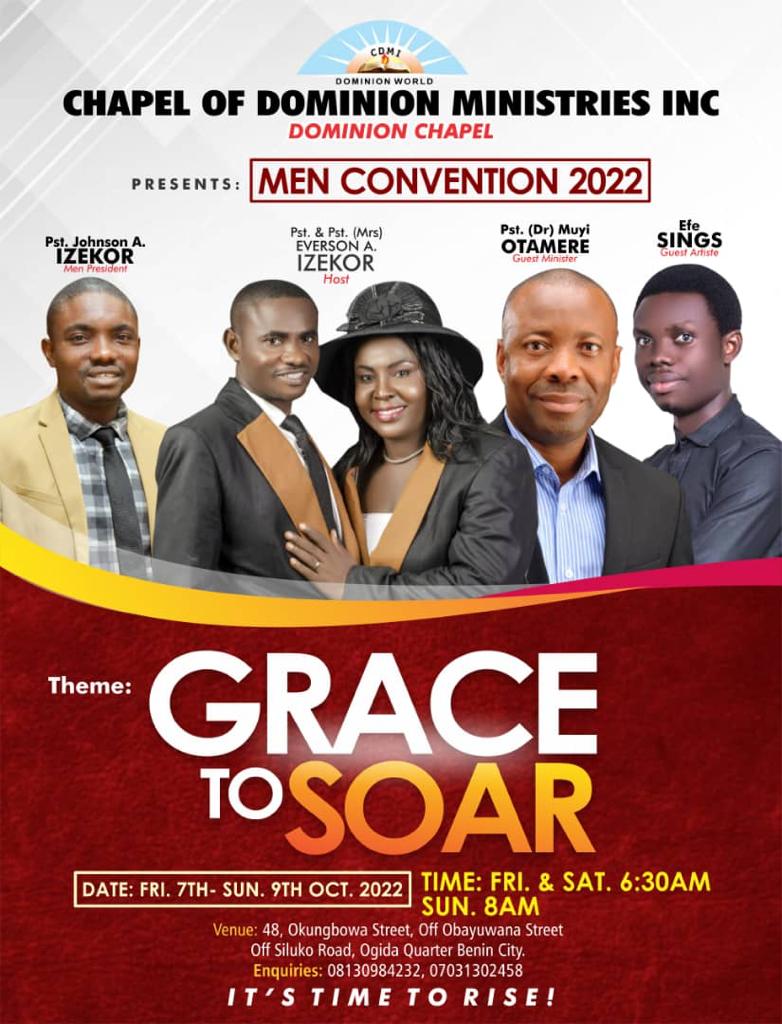 CDMI
DOMINION WORLD
CHAPEL OF DOMINION MINISTRIES INC
DOMINION CHAPEL
PRESENTS: MEN CONVENTION 2022
Pst. Johnson A.
IZEKOR
Men President
Pst. & Pst. (Mrs)
EVERSON A.
IZEKOR
Host
Pst. (Dr) Muyi
OTAMERE
Guest Minister
Efe
SINGS
Guest Artiste
Theme:
GRACE
TO SOAR
DATE: FRI. 7TH- SUN. 9TH OCT. 2022
TIME: FRI. & SAT. 6:30AM
SUN. 8AM
Venue: 48, Okungbowa Street, Off Obayuwana Street
Off Siluko Road, Ogida Quarter Benin City.
Enquiries: 08130984232, 07031302458
IT'S TIME TO RISE!